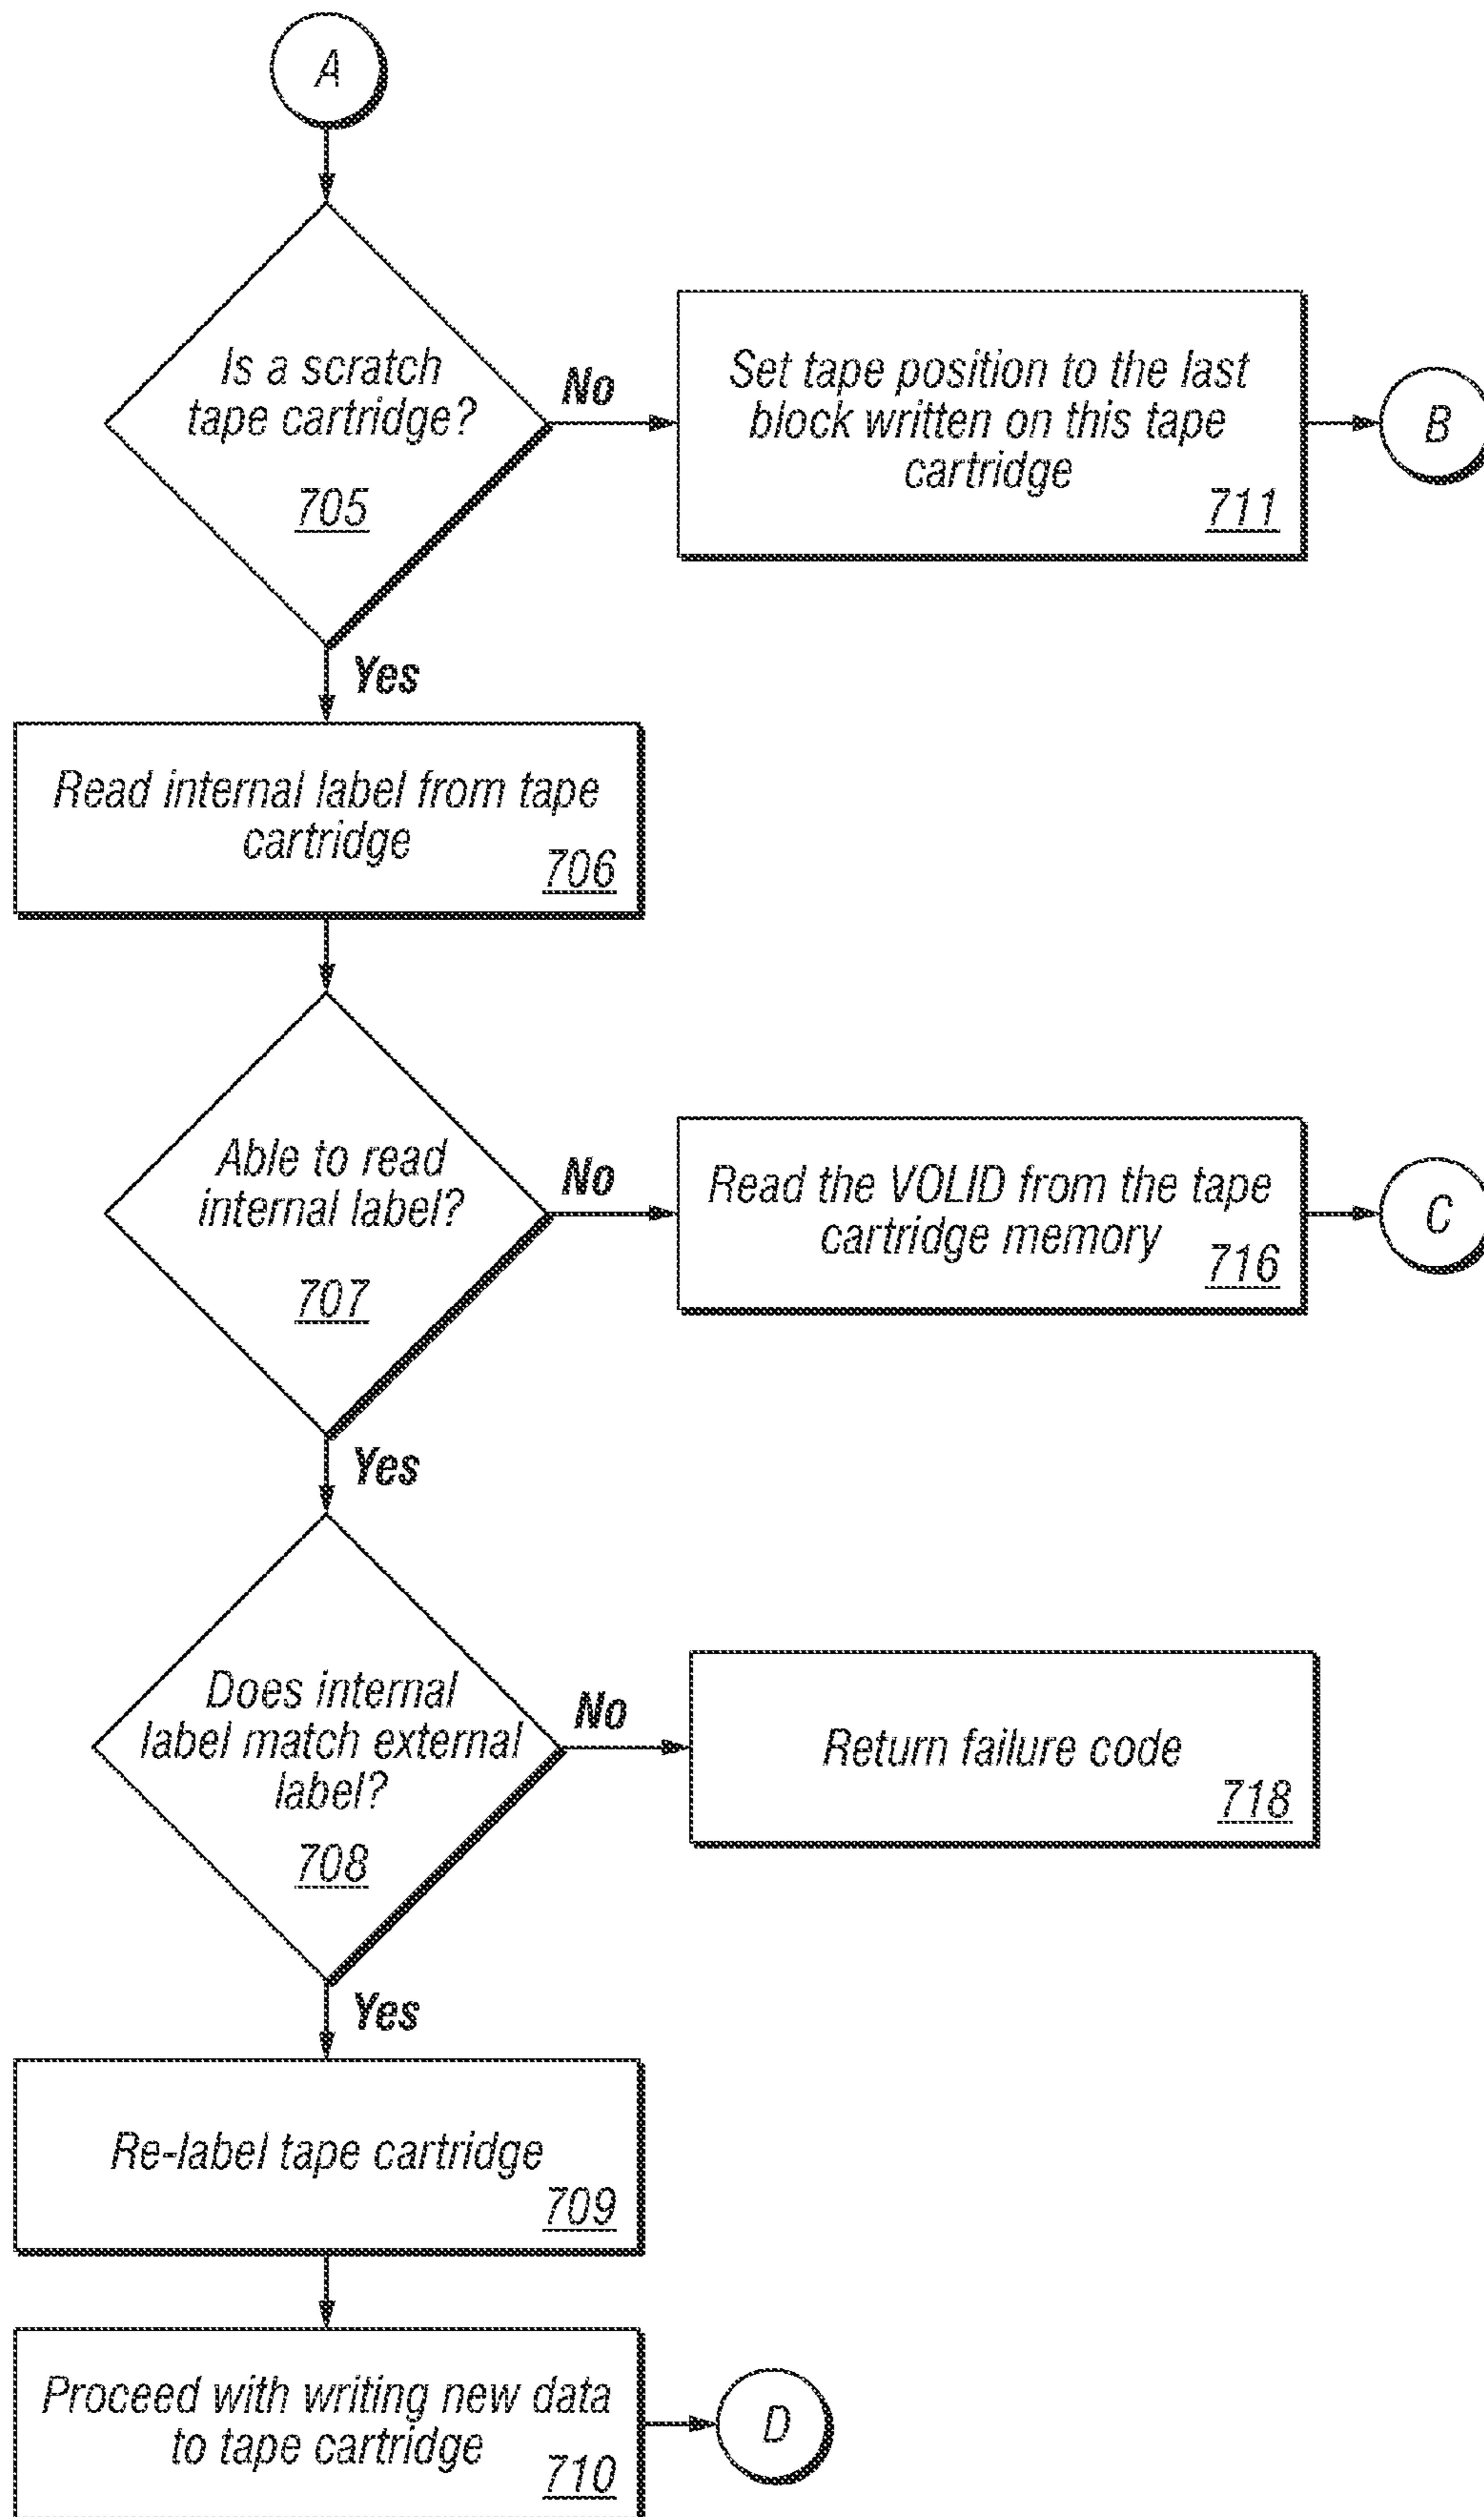 A
Is a scratch
tape cartridge?
705
No
Set tape position to the last
block written on this tape
cartridge
711
B
Yes
Read internal label from tape
cartridge
706
Able to read
internal label?
707
No
Read the VOLID from the tape
cartridge memory
716
C
Yes
Does internal
label match external
label?
708
No
Return failure code
718
Yes
Re-label tape cartridge
709
Proceed with writing new data
to tape cartridge
710
D